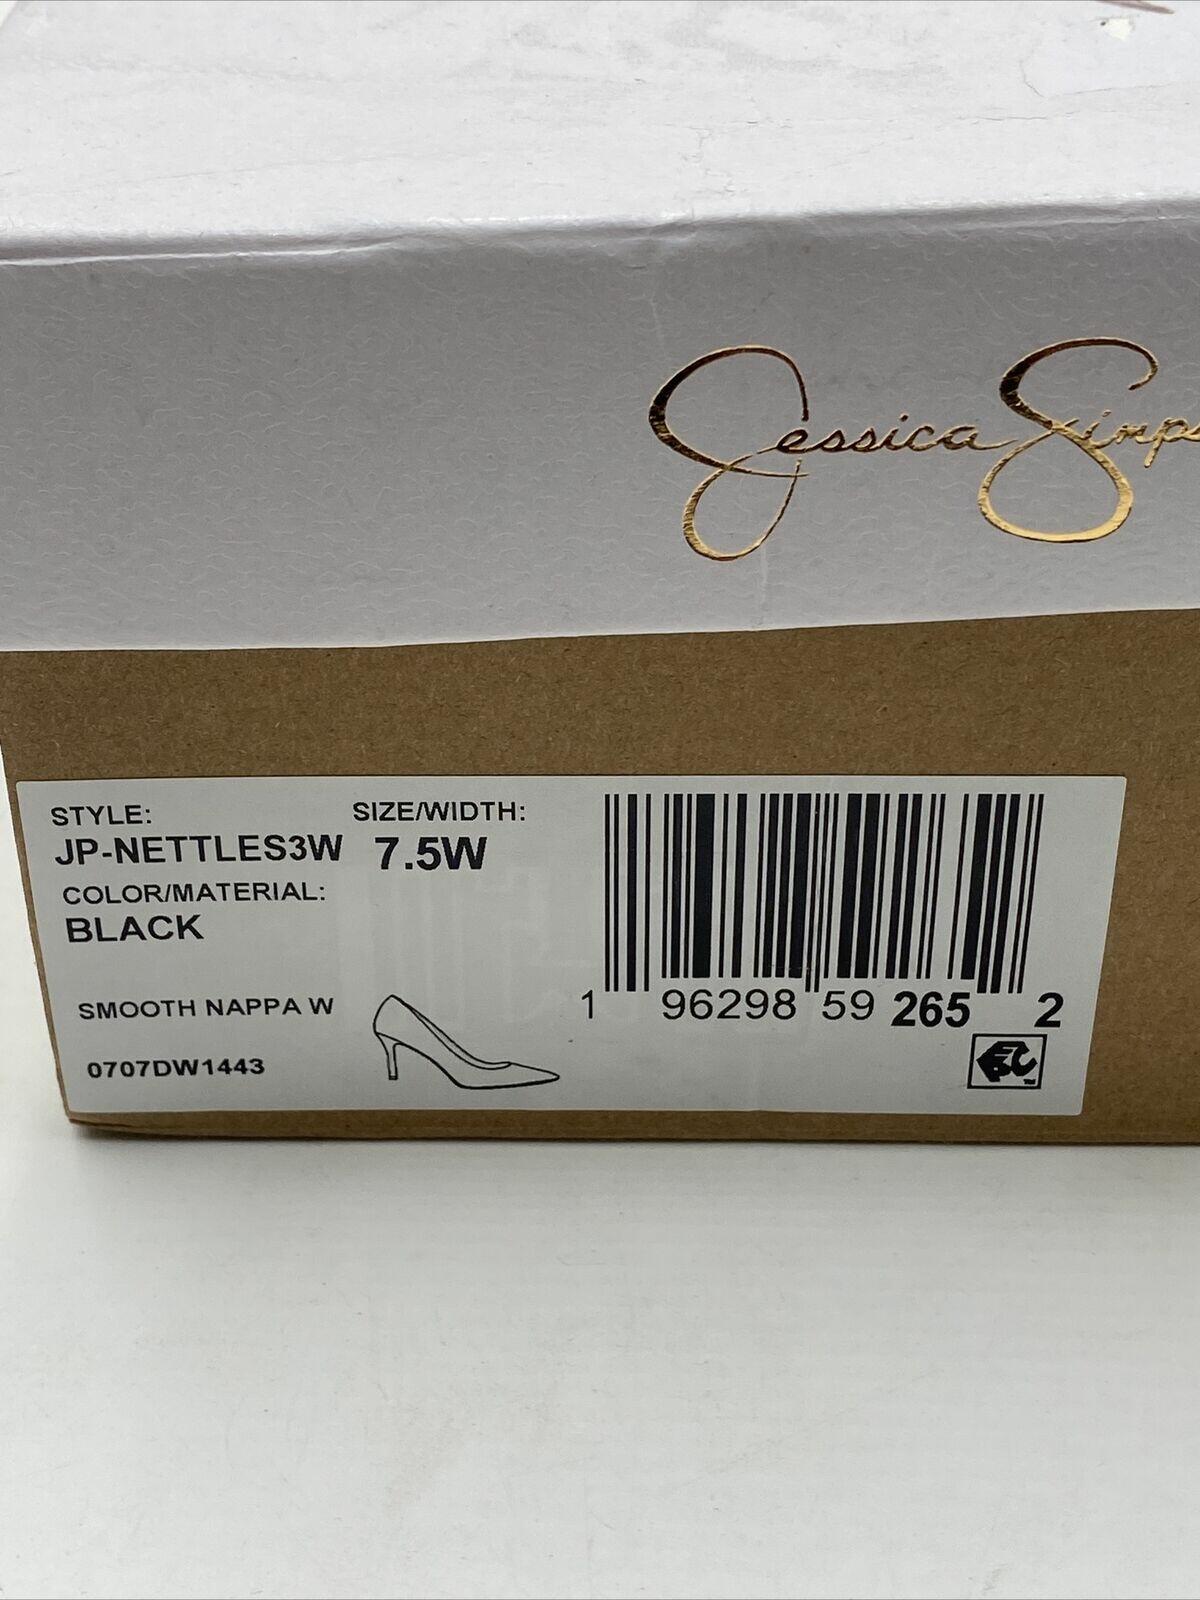 Jessica Simps
STYLE: SIZE/WIDTH:
JP-NETTLES3W 7.5W
COLOR/MATERIAL:
BLACK
SMOOTH NAPPA W
0707DW1443
1 96298 59 265 2